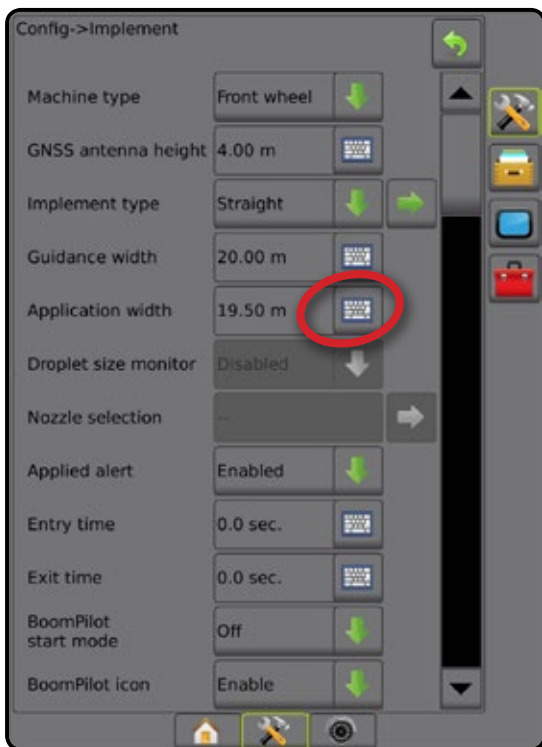 Config->Implement
Machine type Front wheel
GNSS antenna height 4.00 m
Implement type Straight
Guidance width 20.00 m
Application width 19.50 m
Droplet size monitor Disabled
Nozzle selection --
Applied alert Enabled
Entry time 0.0 sec.
Exit time 0.0 sec.
BoomPilot
start mode Off
BoomPilot icon Enable